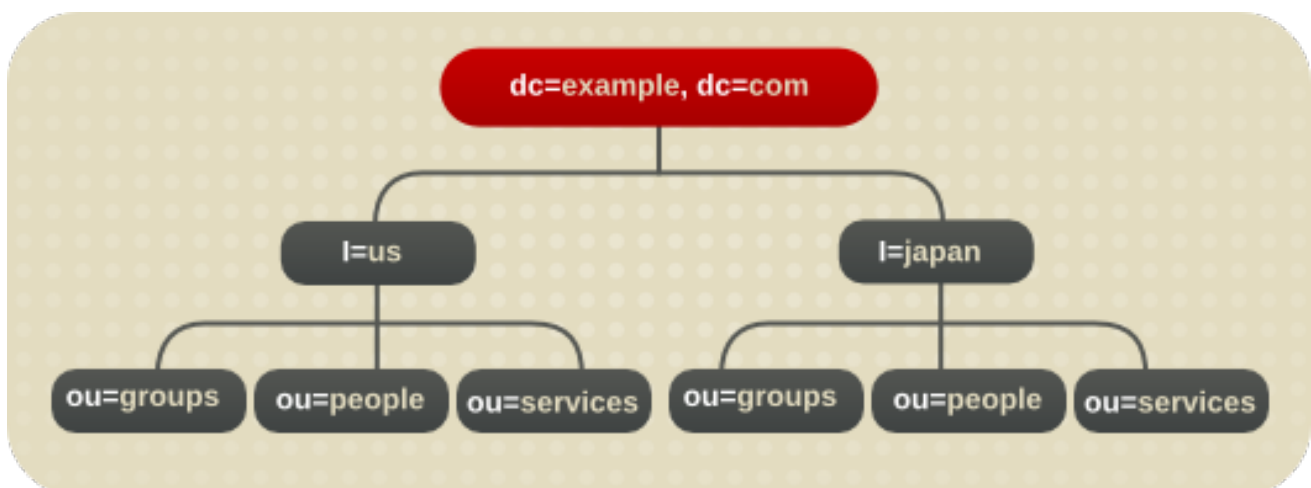 dc=example, dc=com
l=us
l=japan
ou=groups
ou=people
ou=services
ou=groups
ou=people
ou=services